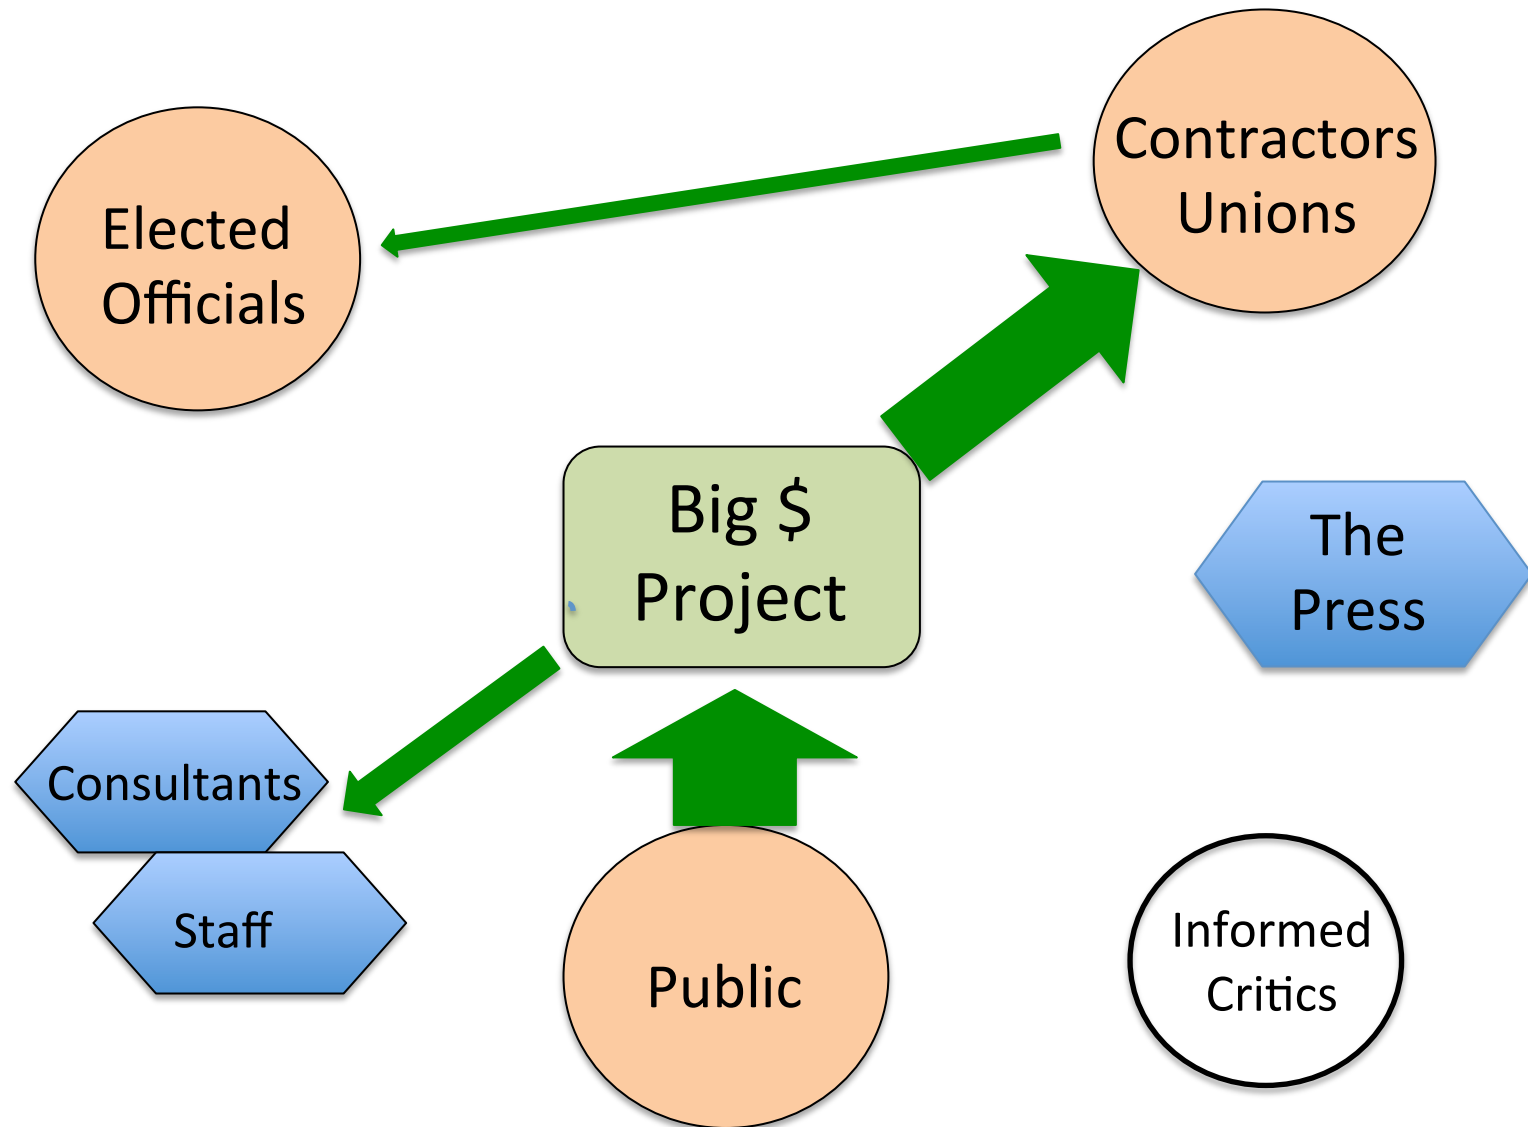 Contractors
Unions
Elected
Officials
Big $
Project
The
Press
Consultants
Staff
Public
Informed
Critics